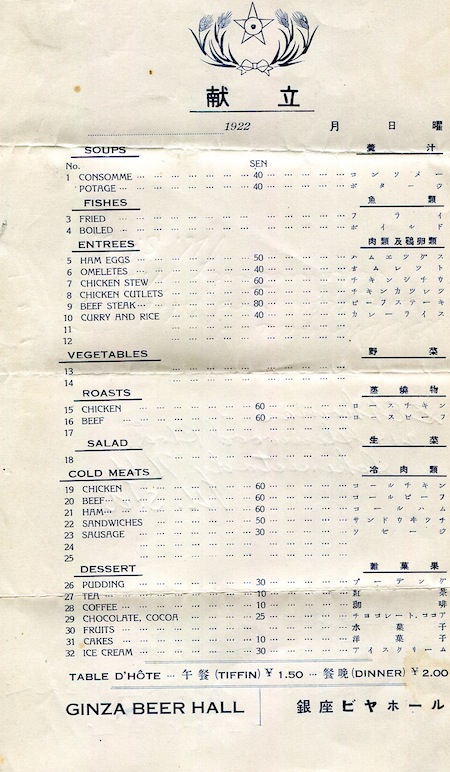 献立
1922 月 日 曜
SOUPS 羹汁
No. SEN
1 CONSOMME 40 コンソメー
POTAGE 40 ポターヴ
FISHES 魚類
3 FRIED フライ
4 BOILED ボイルド
ENTREES 肉類及鶏卵類
5 HAM EGGS 50 ハムエツグス
6 OMELETES 40 オムレツト
7 CHICKEN STEW 60 チキンシチウ
8 CHICKEN CUTLETS 60 チキンカツレツ
9 BEEF STEAK 80 ビーフステーキ
10 CURRY AND RICE 40 カレーライス
11
12
VEGETABLES 野菜
13
14
ROASTS 蒸燒物
15 CHICKEN 60 ロースチキン
16 BEEF 60 ロスビーフ
17
SALAD 生菜
18
COLD MEATS 冷肉類
19 CHICKEN 60 コールチキン
20 BEEF 60 コールビーフ
21 HAM 60 コールハム
22 SANDWICHES 50 サンドウ井ツチ
23 SAUSAGE 30 ソセージ
24
25
DESSERT 雜菓果
26 PUDDING 30 プーデング
27 TEA 10 紅茶
28 COFFEE 10 珈琲
29 CHOCOLATE, COCOA 25 チヨコレート、ココア
30 FRUITS 水菓子
31 CAKES 10 洋菓子
32 ICE CREAM 30 アイスクリーム
TABLE D'HÔTE 午餐 (TIFFIN) ¥ 1.50 餐晩 (DINNER) ¥ 2.00
GINZA BEER HALL 銀座ビヤホール